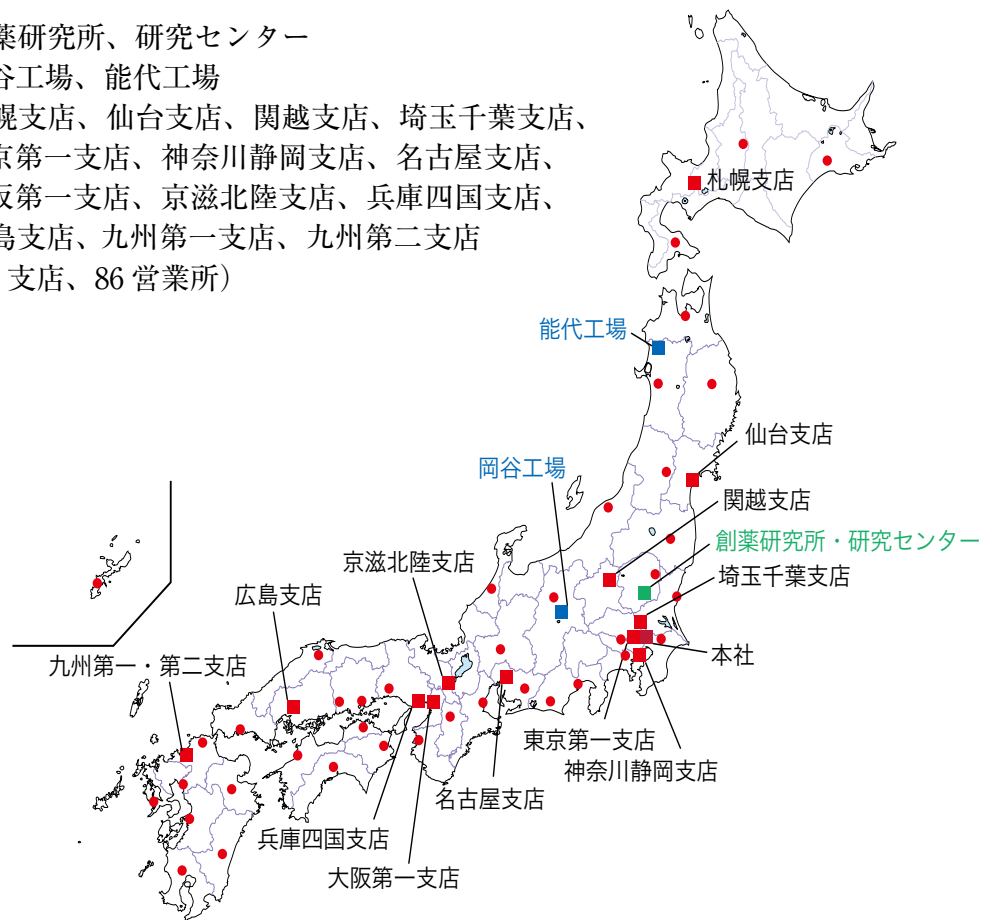 薬研究所、研究センター
谷工場、能代工場
幌支店、仙台支店、関越支店、埼玉千葉支店、
京第一支店、神奈川静岡支店、名古屋支店、
阪第一支店、京滋北陸支店、兵庫四国支店、
島支店、九州第一支店、九州第二支店
支店、86 営業所）
札幌支店
能代工場
仙台支店
岡谷工場
関越支店
創薬研究所・研究センター
京滋北陸支店
埼玉千葉支店
広島支店
本社
九州第一・第二支店
東京第一支店
神奈川静岡支店
名古屋支店
兵庫四国支店
大阪第一支店